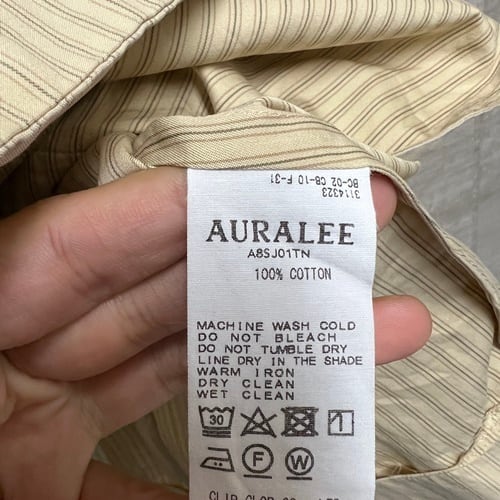 3114323
BC-02 CB-10 F-31
AURALEE
A8SJ01TN
100% COTTON
MACHINE WASH COLD
DO NOT BLEACH
DO NOT TUMBLE DRY
LINE DRY IN THE SHADE
WARM IRON
DRY CLEAN
WET CLEAN
30
F W